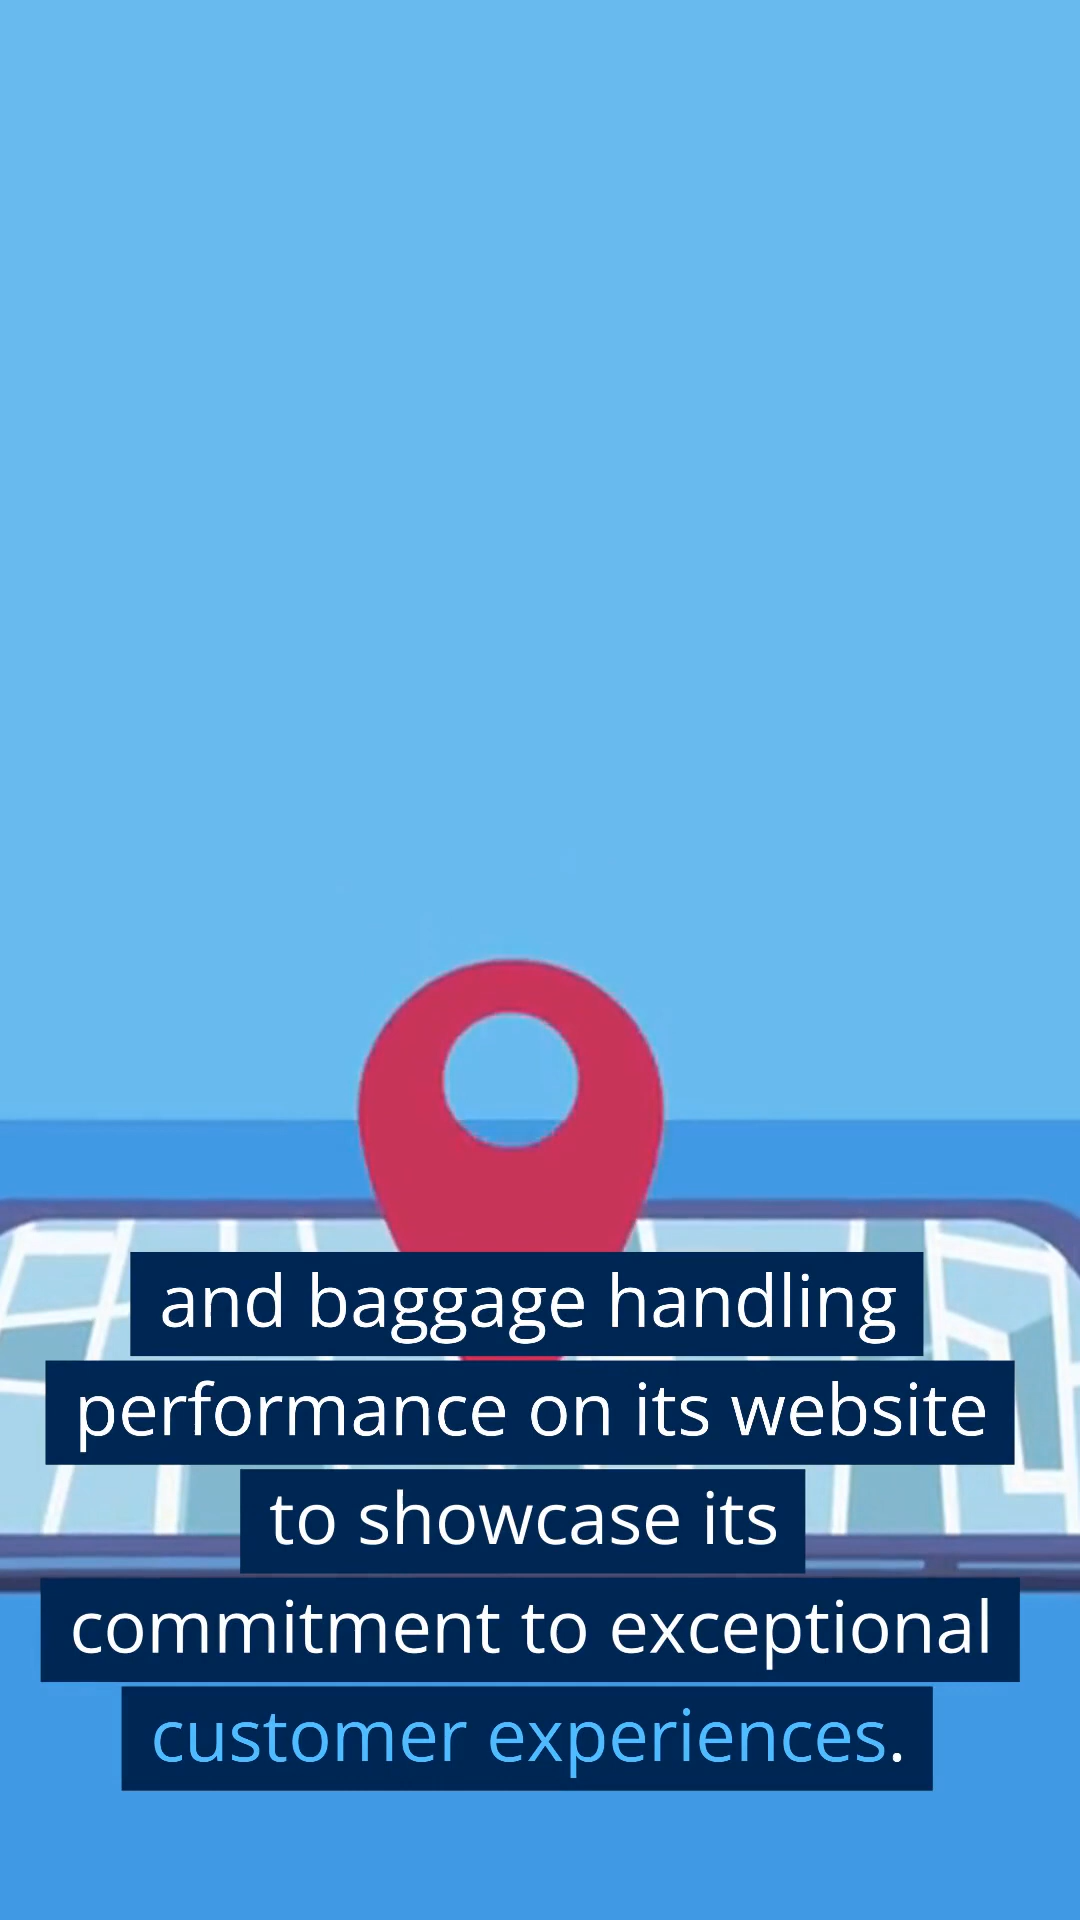 and baggage handling
performance on its website
to showcase its
commitment to exceptional
customer experiences.